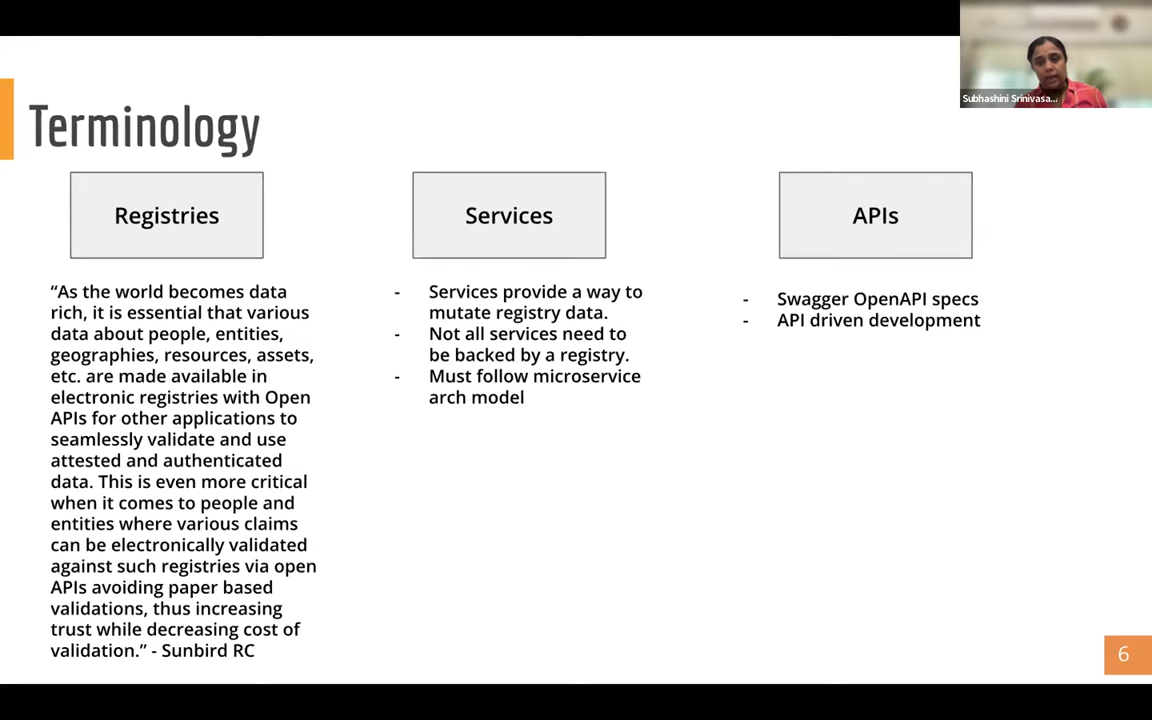 Subhashini Srinivasa...
Terminology
Registries
“As the world becomes data
rich, it is essential that various
data about people, entities,
geographies, resources, assets,
etc. are made available in
electronic registries with Open
APIs for other applications to
seamlessly validate and use
attested and authenticated
data. This is even more critical
when it comes to people and
entities where various claims
can be electronically validated
against such registries via open
APIs avoiding paper based
validations, thus increasing
trust while decreasing cost of
validation.” - Sunbird RC
Services
- Services provide a way to
mutate registry data.
- Not all services need to
be backed by a registry.
- Must follow microservice
arch model
APIs
- Swagger OpenAPI specs
- API driven development
6